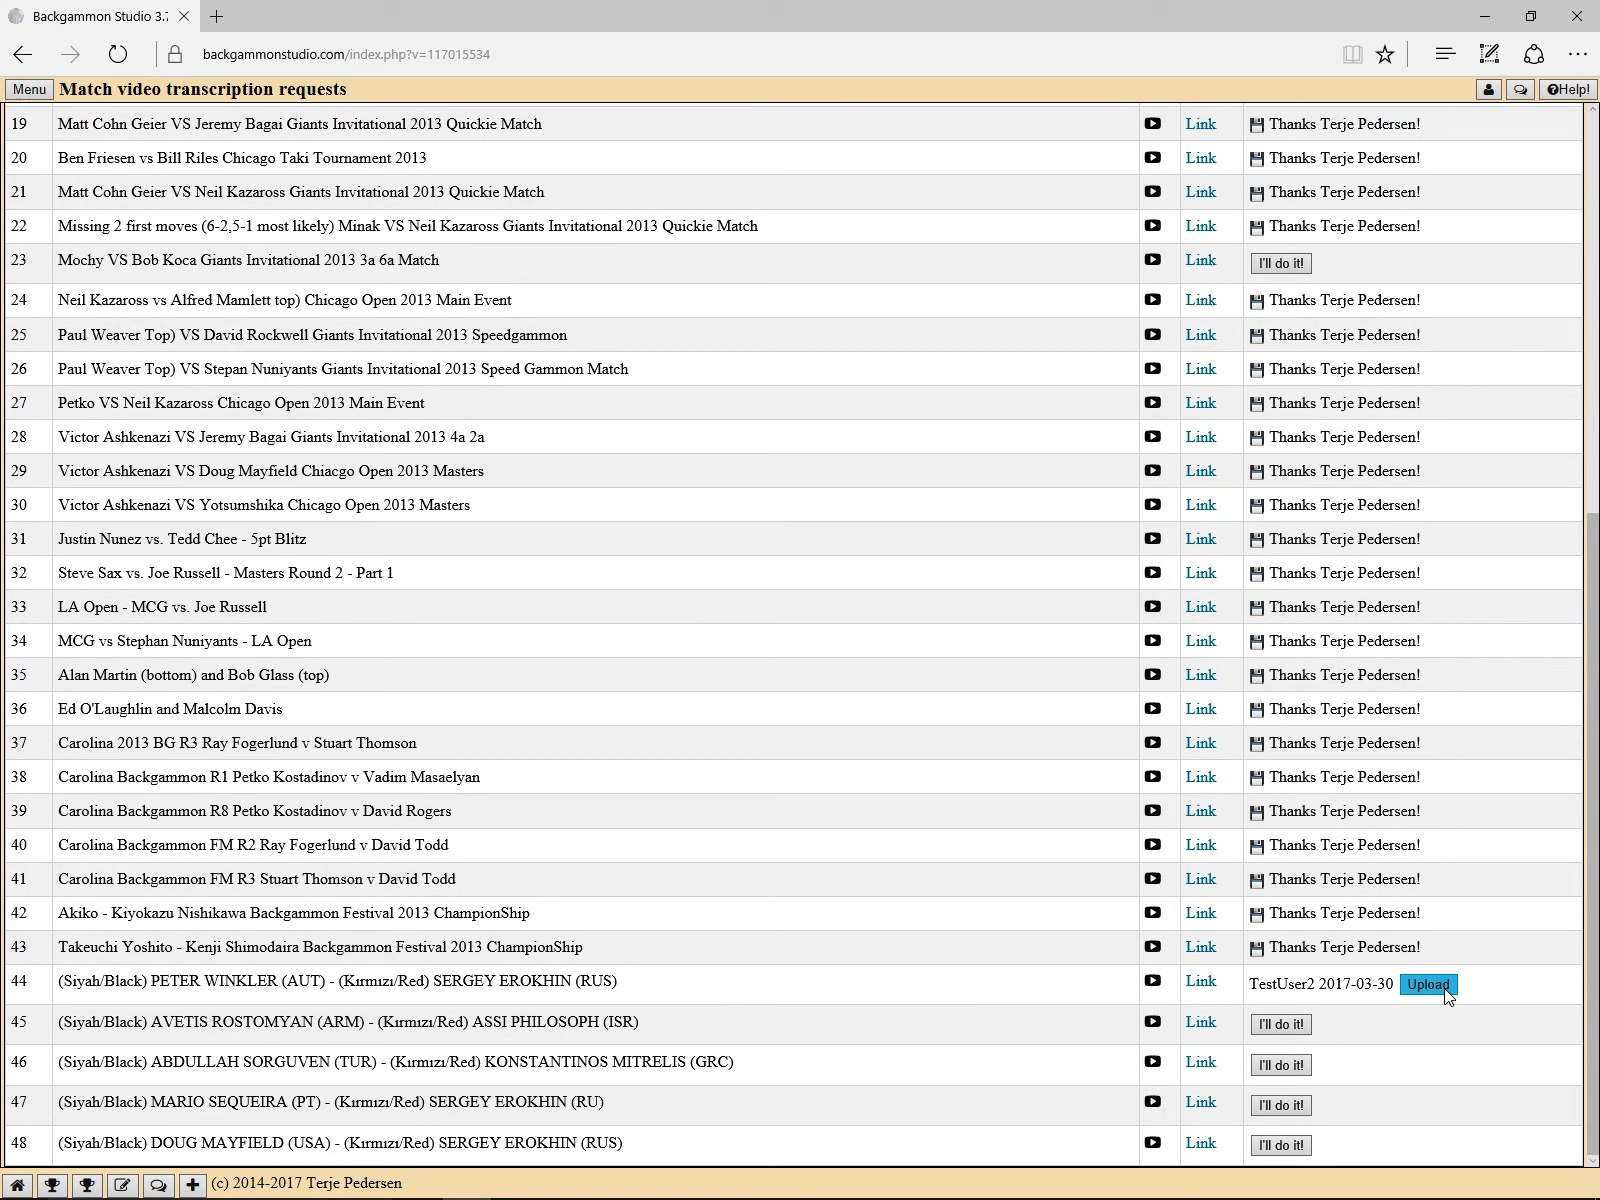 Backgammon Studio 3.7
backgammonstudio.com/index.php?v=117015534
Menu Match video transcription requests Help!
19 Matt Cohn Geier VS Jeremy Bagai Giants Invitational 2013 Quickie Match Link Thanks Terje Pedersen!
20 Ben Friesen vs Bill Riles Chicago Taki Tournament 2013 Link Thanks Terje Pedersen!
21 Matt Cohn Geier VS Neil Kazaross Giants Invitational 2013 Quickie Match Link Thanks Terje Pedersen!
22 Missing 2 first moves (6-2,5-1 most likely) Minak VS Neil Kazaross Giants Invitational 2013 Quickie Match Link Thanks Terje Pedersen!
23 Mochy VS Bob Koca Giants Invitational 2013 3a 6a Match Link I'll do it!
24 Neil Kazaross vs Alfred Mamlett top) Chicago Open 2013 Main Event Link Thanks Terje Pedersen!
25 Paul Weaver Top) VS David Rockwell Giants Invitational 2013 Speedgammon Link Thanks Terje Pedersen!
26 Paul Weaver Top) VS Stepan Nuniyants Giants Invitational 2013 Speed Gammon Match Link Thanks Terje Pedersen!
27 Petko VS Neil Kazaross Chicago Open 2013 Main Event Link Thanks Terje Pedersen!
28 Victor Ashkenazi VS Jeremy Bagai Giants Invitational 2013 4a 2a Link Thanks Terje Pedersen!
29 Victor Ashkenazi VS Doug Mayfield Chiacgo Open 2013 Masters Link Thanks Terje Pedersen!
30 Victor Ashkenazi VS Yotsumshika Chicago Open 2013 Masters Link Thanks Terje Pedersen!
31 Justin Nunez vs. Tedd Chee - 5pt Blitz Link Thanks Terje Pedersen!
32 Steve Sax vs. Joe Russell - Masters Round 2 - Part 1 Link Thanks Terje Pedersen!
33 LA Open - MCG vs. Joe Russell Link Thanks Terje Pedersen!
34 MCG vs Stephan Nuniyants - LA Open Link Thanks Terje Pedersen!
35 Alan Martin (bottom) and Bob Glass (top) Link Thanks Terje Pedersen!
36 Ed O'Laughlin and Malcolm Davis Link Thanks Terje Pedersen!
37 Carolina 2013 BG R3 Ray Fogerlund v Stuart Thomson Link Thanks Terje Pedersen!
38 Carolina Backgammon R1 Petko Kostadinov v Vadim Masaelyan Link Thanks Terje Pedersen!
39 Carolina Backgammon R8 Petko Kostadinov v David Rogers Link Thanks Terje Pedersen!
40 Carolina Backgammon FM R2 Ray Fogerlund v David Todd Link Thanks Terje Pedersen!
41 Carolina Backgammon FM R3 Stuart Thomson v David Todd Link Thanks Terje Pedersen!
42 Akiko - Kiyokazu Nishikawa Backgammon Festival 2013 ChampionShip Link Thanks Terje Pedersen!
43 Takeuchi Yoshito - Kenji Shimodaira Backgammon Festival 2013 ChampionShip Link Thanks Terje Pedersen!
44 (Siyah/Black) PETER WINKLER (AUT) - (Kırmızı/Red) SERGEY EROKHIN (RUS) Link TestUser2 2017-03-30 Upload
45 (Siyah/Black) AVETIS ROSTOMYAN (ARM) - (Kırmızı/Red) ASSI PHILOSOPH (ISR) Link I'll do it!
46 (Siyah/Black) ABDULLAH SORGUVEN (TUR) - (Kırmızı/Red) KONSTANTINOS MITRELIS (GRC) Link I'll do it!
47 (Siyah/Black) MARIO SEQUEIRA (PT) - (Kırmızı/Red) SERGEY EROKHIN (RU) Link I'll do it!
48 (Siyah/Black) DOUG MAYFIELD (USA) - (Kırmızı/Red) SERGEY EROKHIN (RUS) Link I'll do it!
(c) 2014-2017 Terje Pedersen